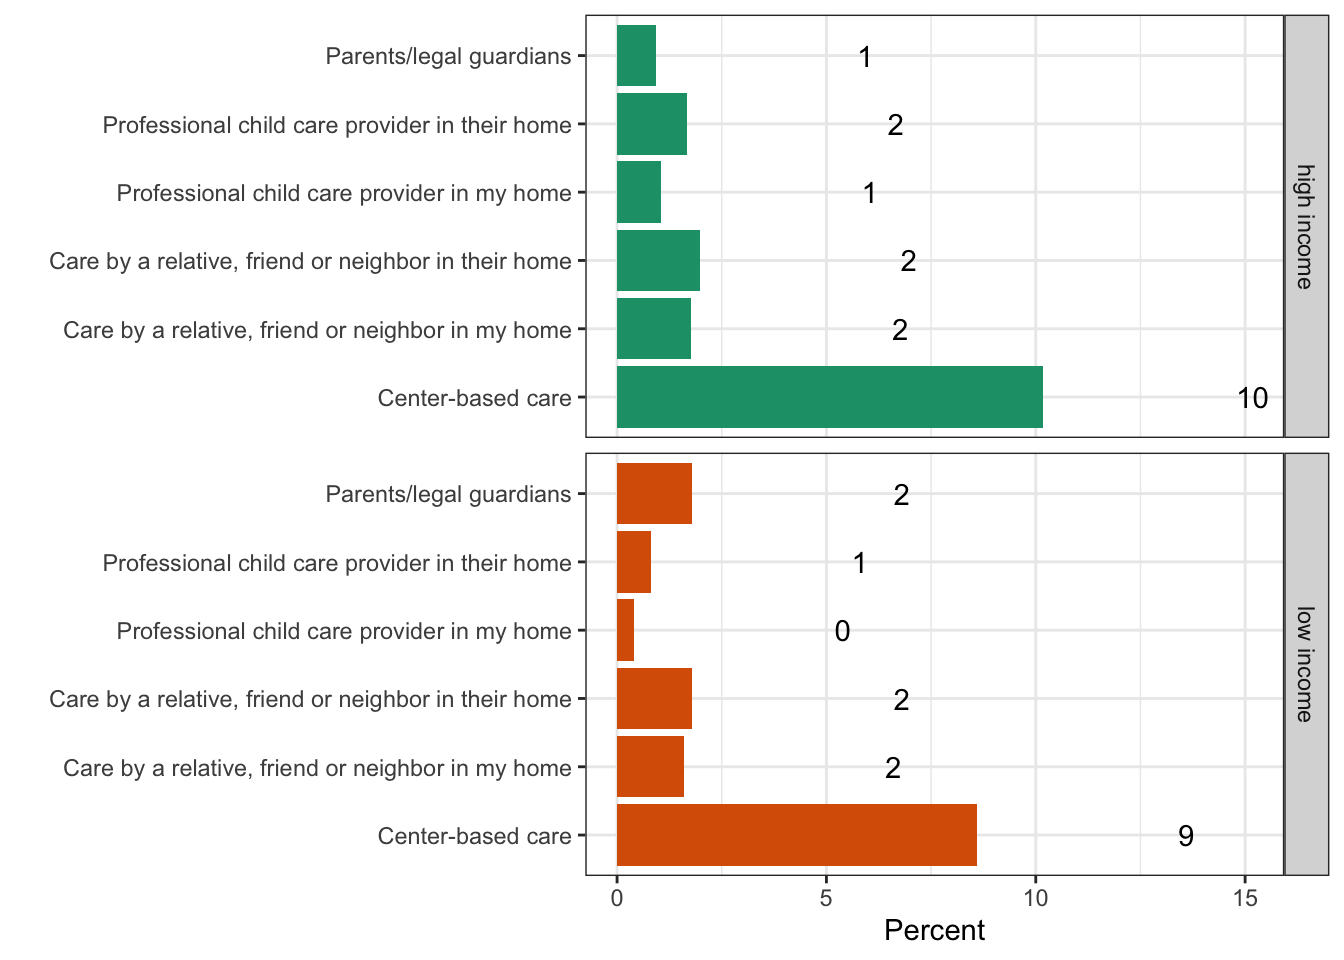 Parents/legal guardians 1
Professional child care provider in their home 2
Professional child care provider in my home 1
Care by a relative, friend or neighbor in their home 2
Care by a relative, friend or neighbor in my home 2
Center-based care 10
high income
Parents/legal guardians 2
Professional child care provider in their home 1
Professional child care provider in my home 0
Care by a relative, friend or neighbor in their home 2
Care by a relative, friend or neighbor in my home 2
Center-based care 9
low income
0 5 10 15
Percent